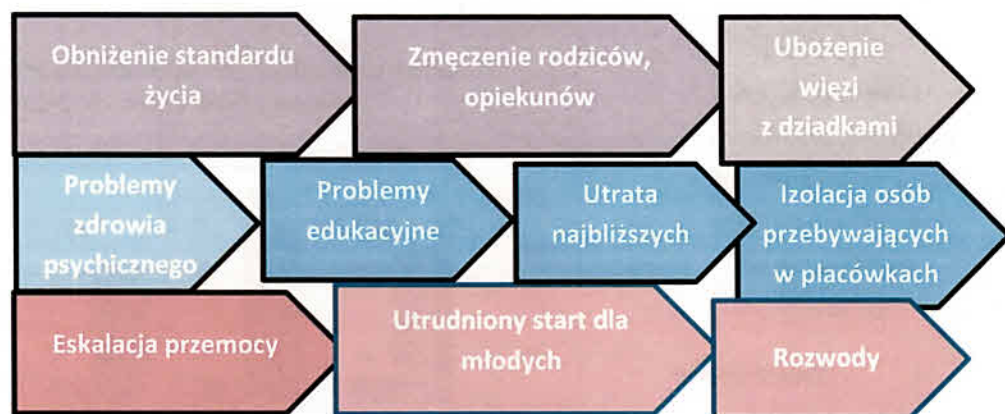 Obniżenie standardu
życia
Zmęczenie rodziców,
opiekunów
Ubożenie
więzi
z dziadkami
Problemy
zdrowia
psychicznego
Problemy
edukacyjne
Utrata
najbliższych
Izolacja osób
przebywających
w placówkach
Eskalacja przemocy
Utrudniony start dla
młodych
Rozwody